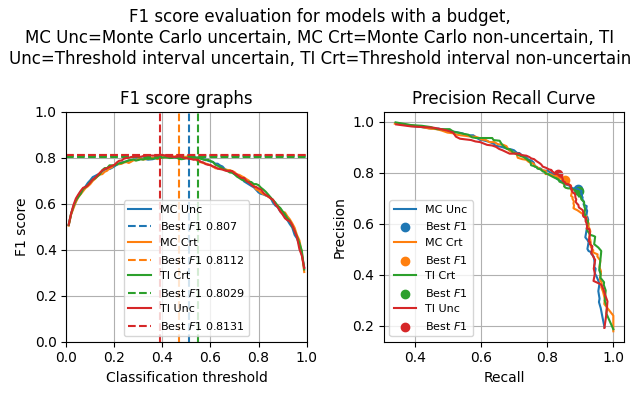 F1 score evaluation for models with a budget,
MC Unc=Monte Carlo uncertain, MC Crt=Monte Carlo non-uncertain, TI
Unc=Threshold interval uncertain, TI Crt=Threshold interval non-uncertain
F1 score graphs
F1 score
1.0
0.8
0.6
0.4
0.2
0.0
MC Unc
Best F1 0.807
MC Crt
Best F1 0.8112
TI Crt
Best F1 0.8029
TI Unc
Best F1 0.8131
0.0 0.2 0.4 0.6 0.8 1.0
Classification threshold
Precision Recall Curve
Precision
1.0
0.8
0.6
0.4
0.2
MC Unc
Best F1
MC Crt
Best F1
TI Crt
Best F1
TI Unc
Best F1
0.4 0.6 0.8 1.0
Recall